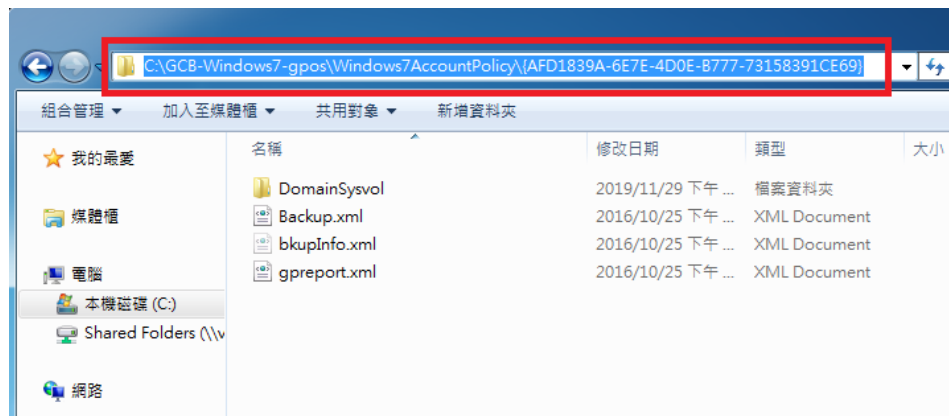 C:\GCB-Windows7-gpos\Windows7AccountPolicy\{AFD1839A-6E7E-4D0E-B777-73158391CE69}
組合管理 加入至媒體櫃 共用對象 新增資料夾
我的最愛
媒體櫃
電腦
本機磁碟 (C:)
Shared Folders (\\v
網路
名稱 修改日期 類型 大小
DomainSysvol 2019/11/29 下午 ... 檔案資料夾
Backup.xml 2016/10/25 下午 ... XML Document
bkupInfo.xml 2016/10/25 下午 ... XML Document
gpreport.xml 2016/10/25 下午 ... XML Document